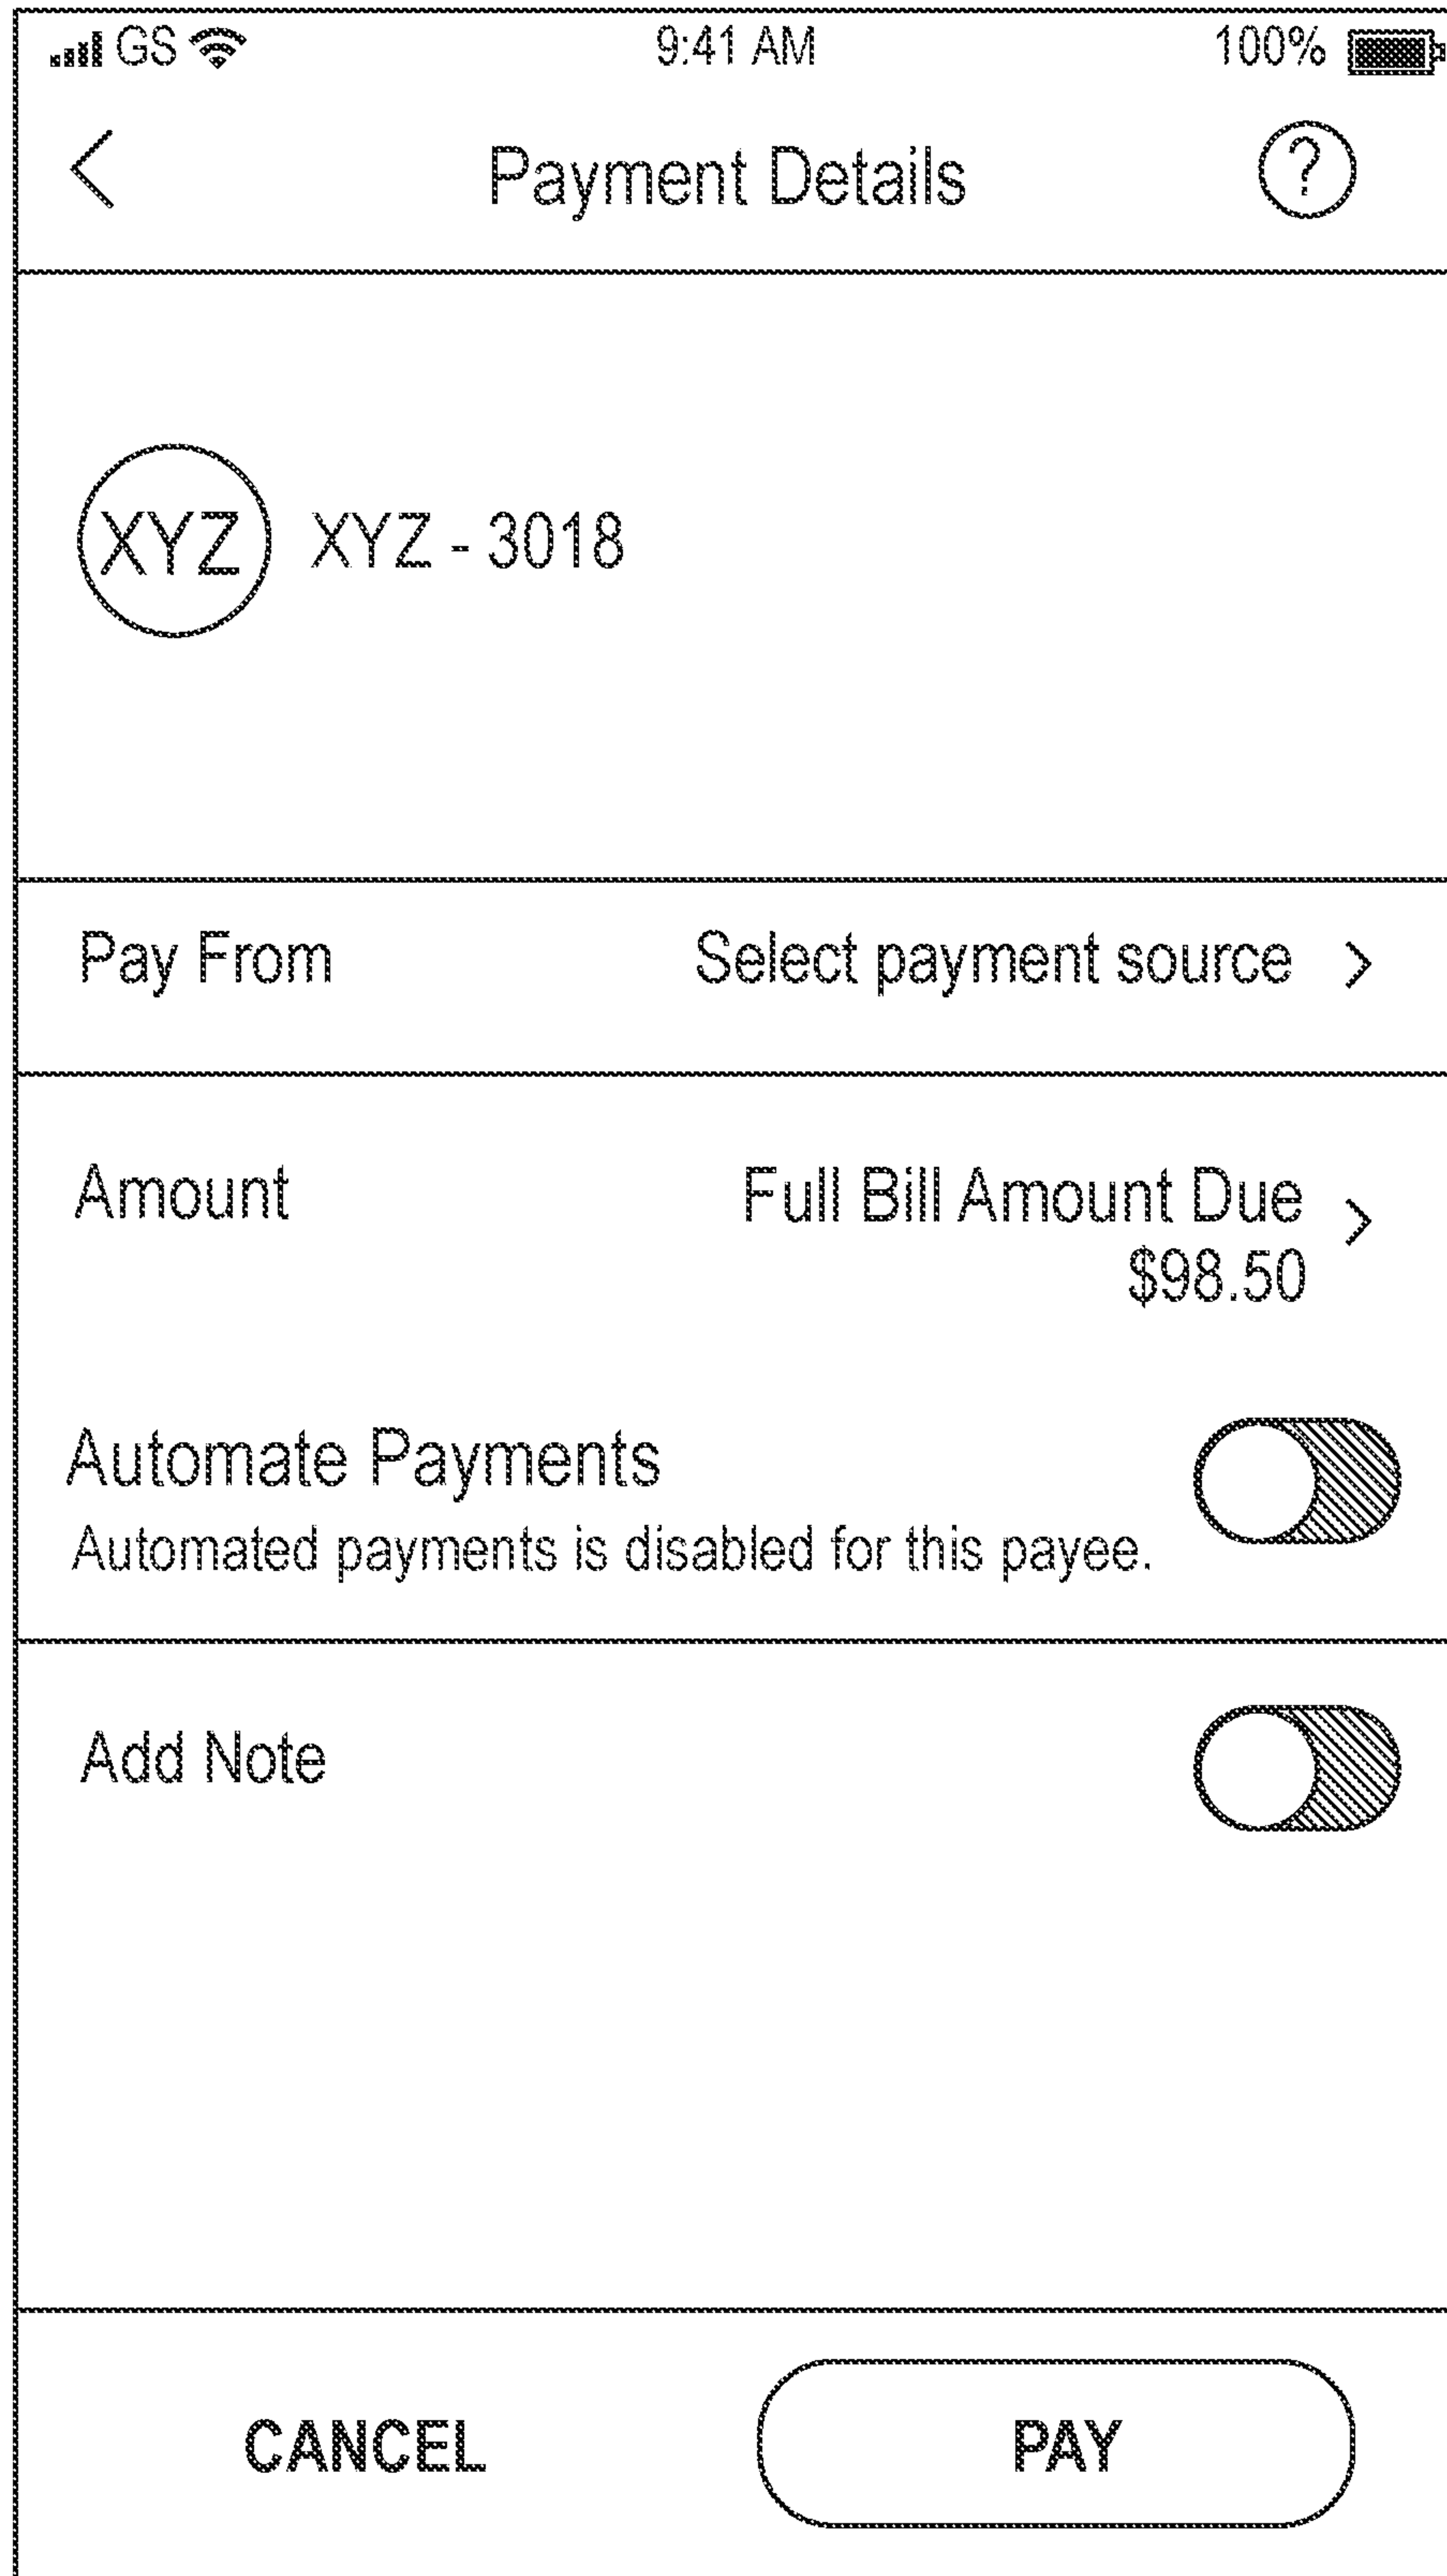 GS 9:41 AM 100%
Payment Details ?
XYZ XYZ - 3018
Pay From Select payment source
Amount Full Bill Amount Due
$98.50
Automate Payments
Automated payments is disabled for this payee.
Add Note
CANCEL PAY